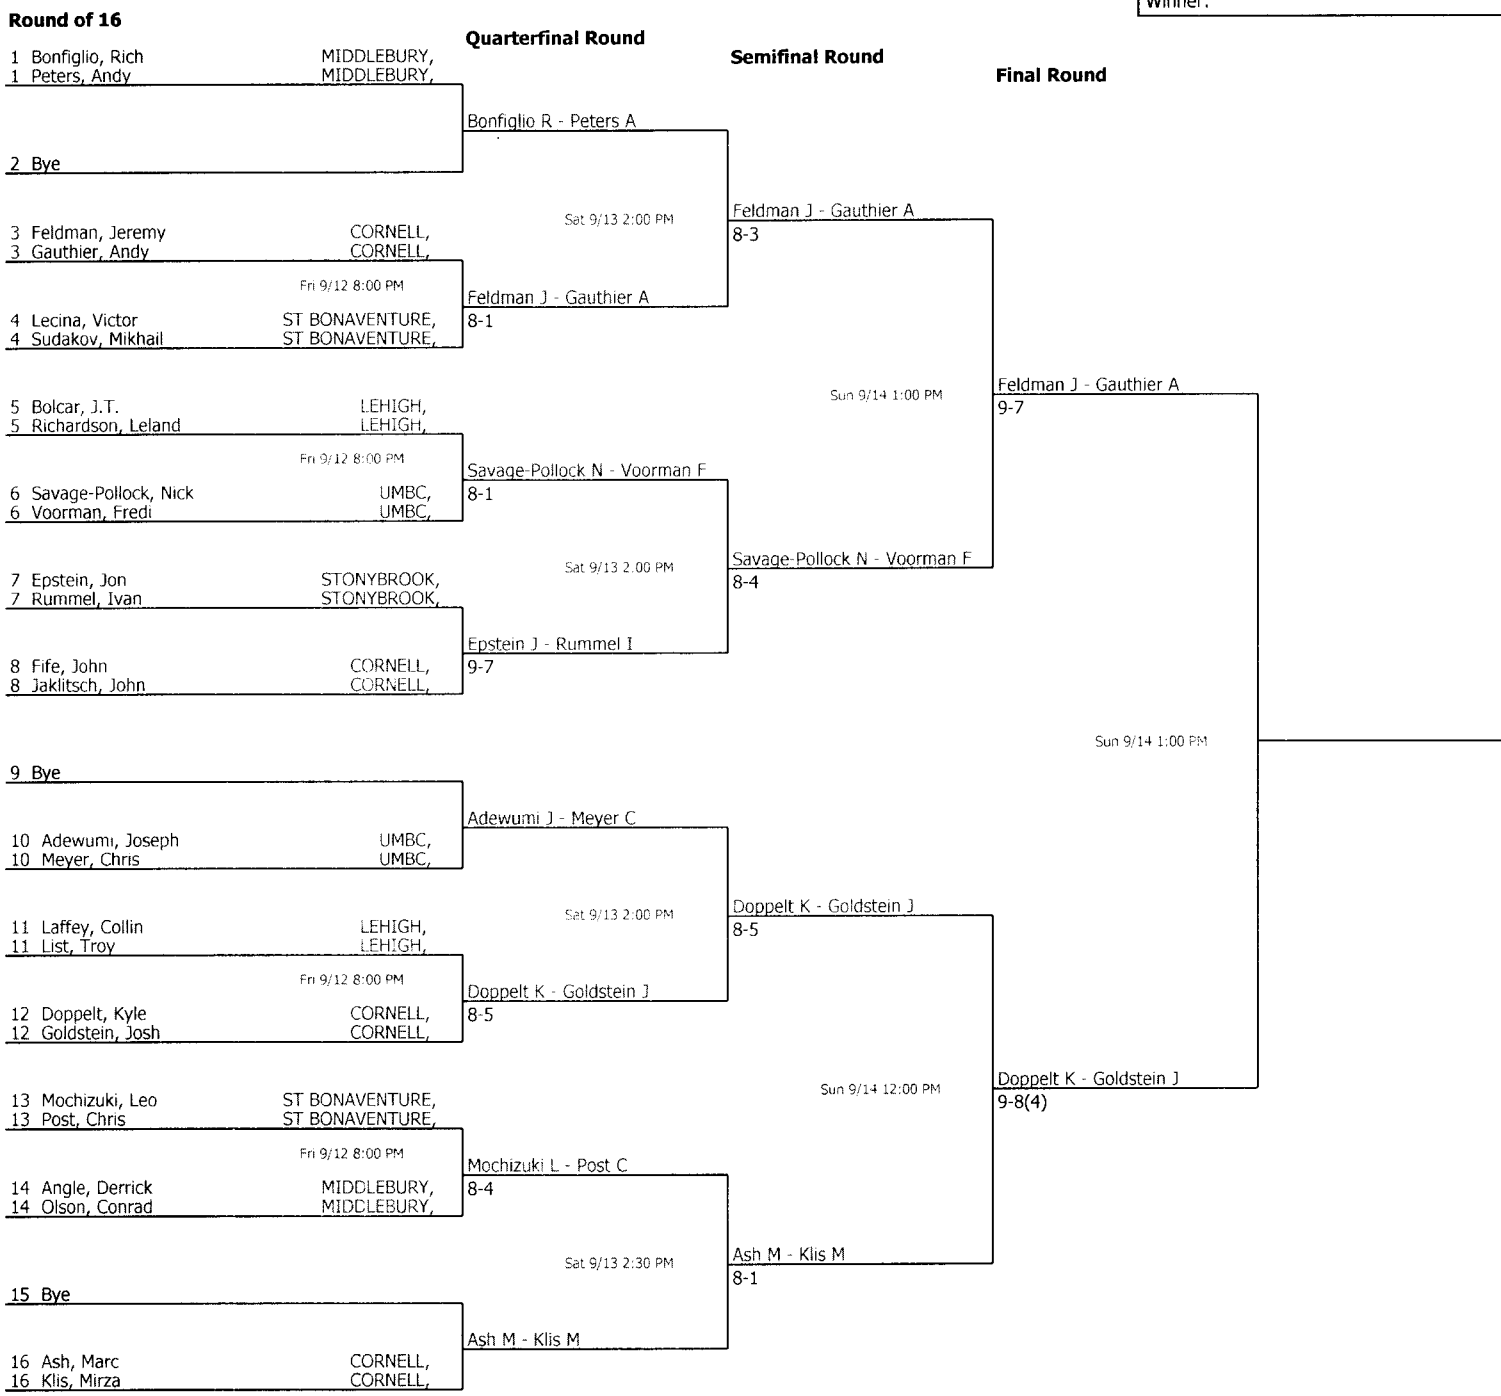 Winner:
Round of 16
Quarterfinal Round
Semifinal Round
Final Round
1 Bonfiglio, Rich MIDDLEBURY,
1 Peters, Andy MIDDLEBURY,
Bonfiglio R - Peters A
2 Bye
Sat 9/13 2:00 PM
Feldman J - Gauthier A
8-3
3 Feldman, Jeremy CORNELL,
3 Gauthier, Andy CORNELL,
Fri 9/12 8:00 PM
Feldman J - Gauthier A
8-1
4 Lecina, Victor ST BONAVENTURE,
4 Sudakov, Mikhail ST BONAVENTURE,
Sun 9/14 1:00 PM
Feldman J - Gauthier A
9-7
5 Bolcar, J.T. LEHIGH,
5 Richardson, Leland LEHIGH,
Fri 9/12 8:00 PM
Savage-Pollock N - Voorman F
8-1
6 Savage-Pollock, Nick UMBC,
6 Voorman, Fredi UMBC,
Sat 9/13 2:00 PM
Savage-Pollock N - Voorman F
8-4
7 Epstein, Jon STONYBROOK,
7 Rummel, Ivan STONYBROOK,
Epstein J - Rummel I
9-7
8 Fife, John CORNELL,
8 Jaklitsch, John CORNELL,
Sun 9/14 1:00 PM
9 Bye
Adewumi J - Meyer C
10 Adewumi, Joseph UMBC,
10 Meyer, Chris UMBC,
Sat 9/13 2:00 PM
Doppelt K - Goldstein J
8-5
11 Laffey, Collin LEHIGH,
11 List, Troy LEHIGH,
Fri 9/12 8:00 PM
Doppelt K - Goldstein J
8-5
12 Doppelt, Kyle CORNELL,
12 Goldstein, Josh CORNELL,
Sun 9/14 12:00 PM
Doppelt K - Goldstein J
9-8(4)
13 Mochizuki, Leo ST BONAVENTURE,
13 Post, Chris ST BONAVENTURE,
Fri 9/12 8:00 PM
Mochizuki L - Post C
8-4
14 Angle, Derrick MIDDLEBURY,
14 Olson, Conrad MIDDLEBURY,
Sat 9/13 2:30 PM
Ash M - Klis M
8-1
15 Bye
Ash M - Klis M
16 Ash, Marc CORNELL,
16 Klis, Mirza CORNELL,